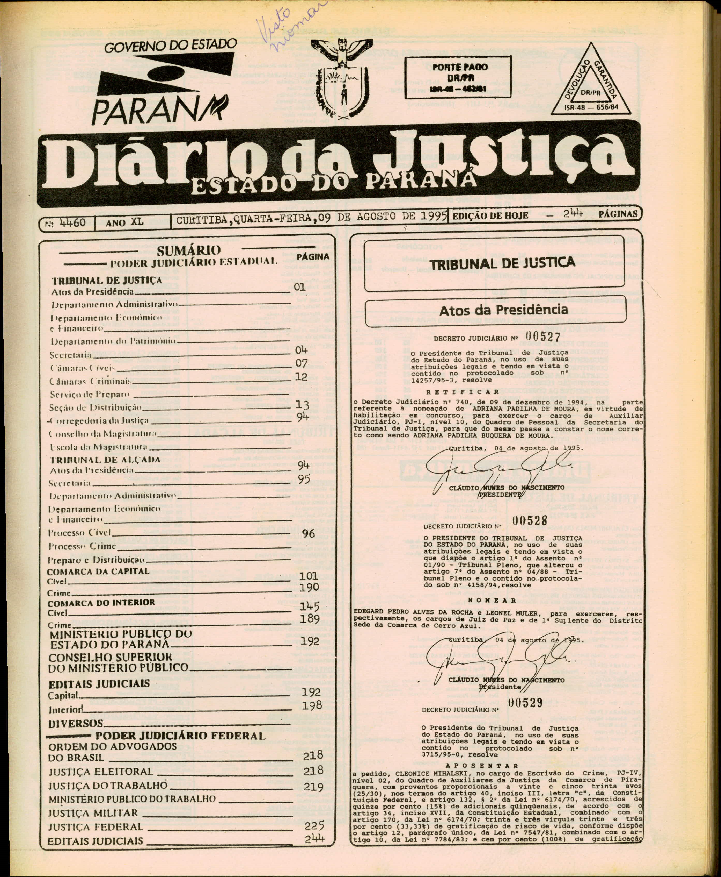 Visto
GOVERNO DO ESTADO
PARANÁ
PORTE PAGO
DR/PR
ISR-48 - 452/81
DEVOLUÇÃO GARANTIDA
DR/PR
ISR-48 - 656/84
Diário da Justiça
ESTADO DO PARANÁ
Nº 4460 ANO XL CURITIBA, QUARTA-FEIRA, 09 DE AGOSTO DE 1995 EDIÇÃO DE HOJE - 244 PÁGINAS
SUMÁRIO
PODER JUDICIÁRIO ESTADUAL PÁGINA
TRIBUNAL DE JUSTIÇA
Atos da Presidência 01
Departamento Administrativo
Departamento Econômico
e Financeiro
Departamento do Patrimônio
Secretaria 04
Câmaras Cíveis 07
Câmaras Criminais 12
Serviço de Preparo
Seção de Distribuição 13
Corregedoria da Justiça 94
Conselho da Magistratura
Escola da Magistratura
TRIBUNAL DE ALÇADA
Atos da Presidência 94
Secretaria 95
Departamento Administrativo
Departamento Econômico
e Financeiro
Processo Cível 96
Processo Crime
Preparo e Distribuição
COMARCA DA CAPITAL
Cível 101
Crime 190
COMARCA DO INTERIOR
Cível 145
Crime 189
MINISTÉRIO PÚBLICO DO
ESTADO DO PARANÁ 192
CONSELHO SUPERIOR
DO MINISTÉRIO PÚBLICO
EDITAIS JUDICIAIS
Capital 192
Interior 198
DIVERSOS
PODER JUDICIÁRIO FEDERAL
ORDEM DO ADVOGADOS
DO BRASIL 218
JUSTIÇA ELEITORAL 218
JUSTIÇA DO TRABALHO 219
MINISTÉRIO PÚBLICO DO TRABALHO
JUSTIÇA MILITAR
JUSTIÇA FEDERAL 225
EDITAIS JUDICIAIS 244
TRIBUNAL DE JUSTICA
Atos da Presidência
DECRETO JUDICIÁRIO Nº 00527
O Presidente do Tribunal de Justiça
do Estado do Paraná, no uso de suas
atribuições legais e tendo em vista o
contido no protocolado sob nº
14257/95-3, resolve
R E T I F I C A R
o Decreto Judiciário nº 740, de 09 de dezembro de 1994, na parte
referente à nomeação de ADRIANA PADILHA DE MOURA, em virtude de
habilitação em concurso, para exercer o cargo de Auxiliar
Judiciário, PJ-I, nível 10, do Quadro de Pessoal da Secretaria do
Tribunal de Justiça, para que do mesmo passe a constar o nome corre-
to como sendo ADRIANA PADILHA BUQUERA DE MOURA.
Curitiba, 04 de agosto de 1995.
CLÁUDIO NUNES DO NASCIMENTO
PRESIDENTE
DECRETO JUDICIÁRIO Nº 00528
O PRESIDENTE DO TRIBUNAL DE JUSTIÇA
DO ESTADO DO PARANÁ, no uso de suas
atribuições legais e tendo em vista o
que dispõe o artigo 1º do Assento nº
01/90 - Tribunal Pleno, que alterou o
artigo 7º do Assento nº 04/88 - Tri-
bunal Pleno e o contido no protocola-
do sob nº 4158/94, resolve
N O M E A R
EDEGARD PEDRO ALVES DA ROCHA e LEONEL MULER, para exercerem, res-
pectivamente, os cargos de Juiz de Paz e de 1º Suplente do Distrito
Sede da Comarca de Cerro Azul.
Curitiba, 04 de agosto de 1995.
CLÁUDIO NUNES DO NASCIMENTO
Presidente
DECRETO JUDICIÁRIO Nº 00529
O Presidente do Tribunal de Justiça
do Estado do Paraná, no uso de suas
atribuições legais e tendo em vista o
contido no protocolado sob nº
3715/95-0, resolve
A P O S E N T A R
a pedido, CLEONICE MIHALSKI, no cargo de Escrivão do Crime, PJ-IV,
nível 02, do Quadro de Auxiliares da Justiça da Comarca de Pira-
quara, com proventos proporcionais a vinte e cinco trinta avos
(25/30), nos termos do artigo 40, inciso III, letra "c", da Consti-
tuição Federal, e artigo 132, § 2º da Lei nº 6174/70, acrescidos de
quinze por cento (15%) de adicionais qüinqüenais, de acordo com o
artigo 34, inciso XVII, da Constituição Estadual, combinado com o
artigo 170, da Lei nº 6174/70; trinta e três vírgula trinta e três
por cento (33,33%) de gratificação de risco de vida, conforme dispõe
o artigo 12, parágrafo único, da Lei nº 7547/81, combinado com o ar-
tigo 10, da Lei nº 7784/83; e cem por cento (100%) de gratificação